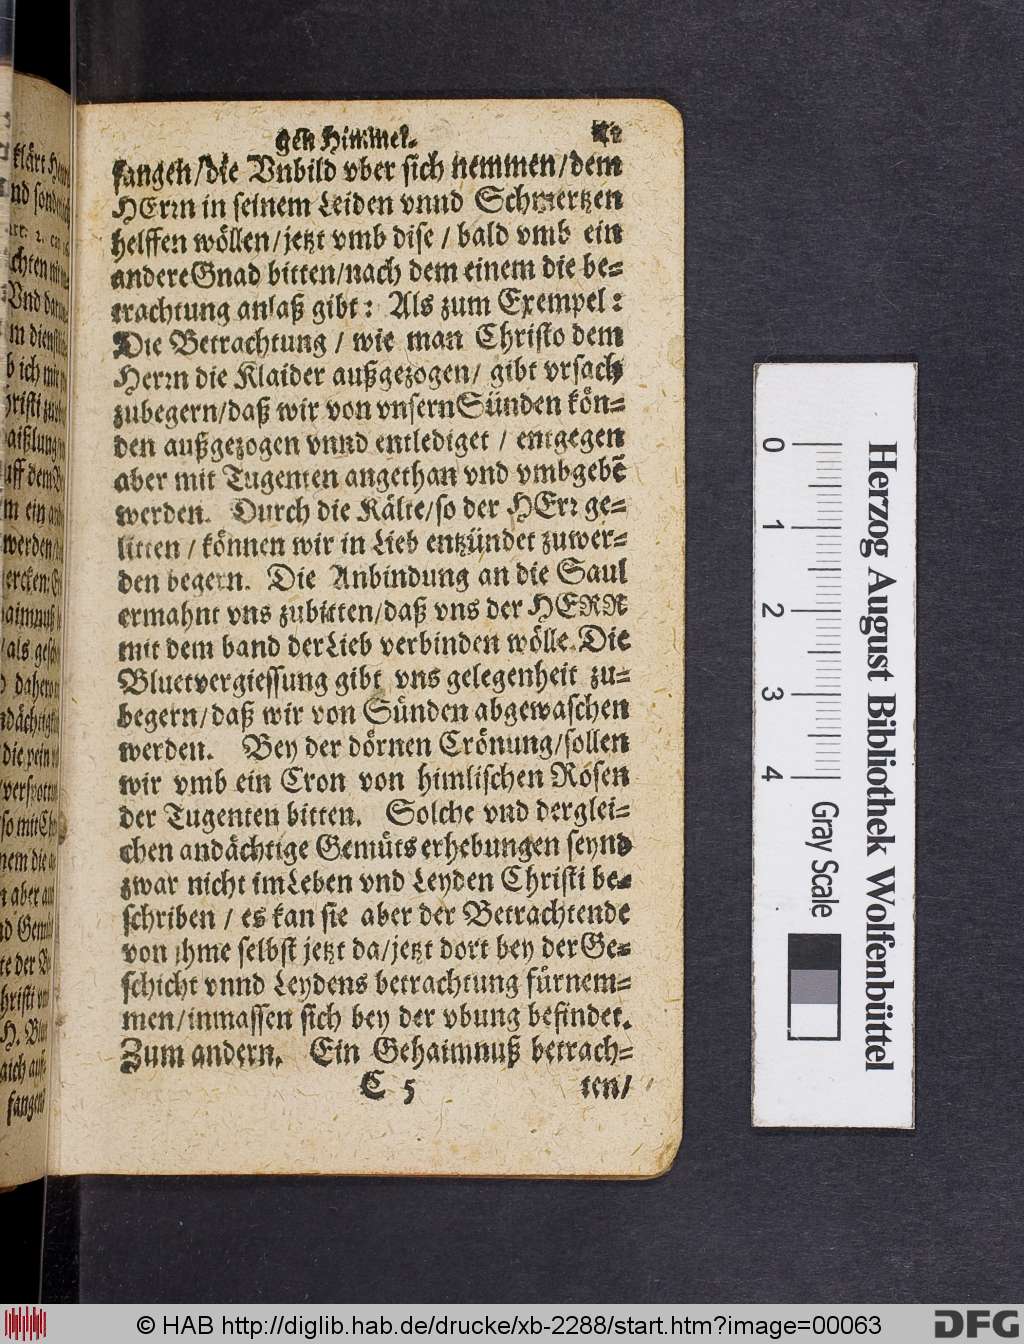 gen Himmel.
fangen/die Vnbild vber sich nemmen/dem
HErꝛn in seinem Leiden vnnd Schmertzen
helffen wöllen/jetzt vmb dise / bald vmb ein
andere Gnad bitten/nach dem einem die be-
trachtung anlaß gibt: Als zum Exempel:
Die Betrachtung / wie man Christo dem
Herꝛn die Klaider außgezogen/ gibt vrsach
zubegern/daß wir von vnsern Sünden kön-
den außgezogen vnnd entlediget / entgegen
aber mit Tugenten angethan vnd vmbgebẽ
werden. Durch die Kälte/so der HErꝛ ge-
litten / können wir in Lieb entzündet zuwer-
den begern. Die Anbindung an die Saul
ermahnt vns zubitten/daß vns der HERR
mit dem band der Lieb verbinden wölle. Die
Bluetvergiessung gibt vns gelegenheit zu-
begern/daß wir von Sünden abgewaschen
werden. Bey der dörnen Crönung/sollen
wir vmb ein Cron von himlischen Rosen
der Tugenten bitten. Solche vnd derglei-
chen andächtige Gemüts erhebungen seynd
zwar nicht im Leben vnd Leyden Christi be-
schriben / es kan sie aber der Betrachtende
von jhme selbst jetzt da/jetzt dort bey der Ge-
schicht vnnd Leydens betrachtung fürnem-
men/inmassen sich bey der vbung befindet.
Zum andern. Ein Gehaimnuß betrach-
C 5 ten/
0 1 2 3 4
Gray Scale
Herzog August Bibliothek Wolfenbüttel
© HAB http://diglib.hab.de/drucke/xb-2288/start.htm?image=00063
DFG